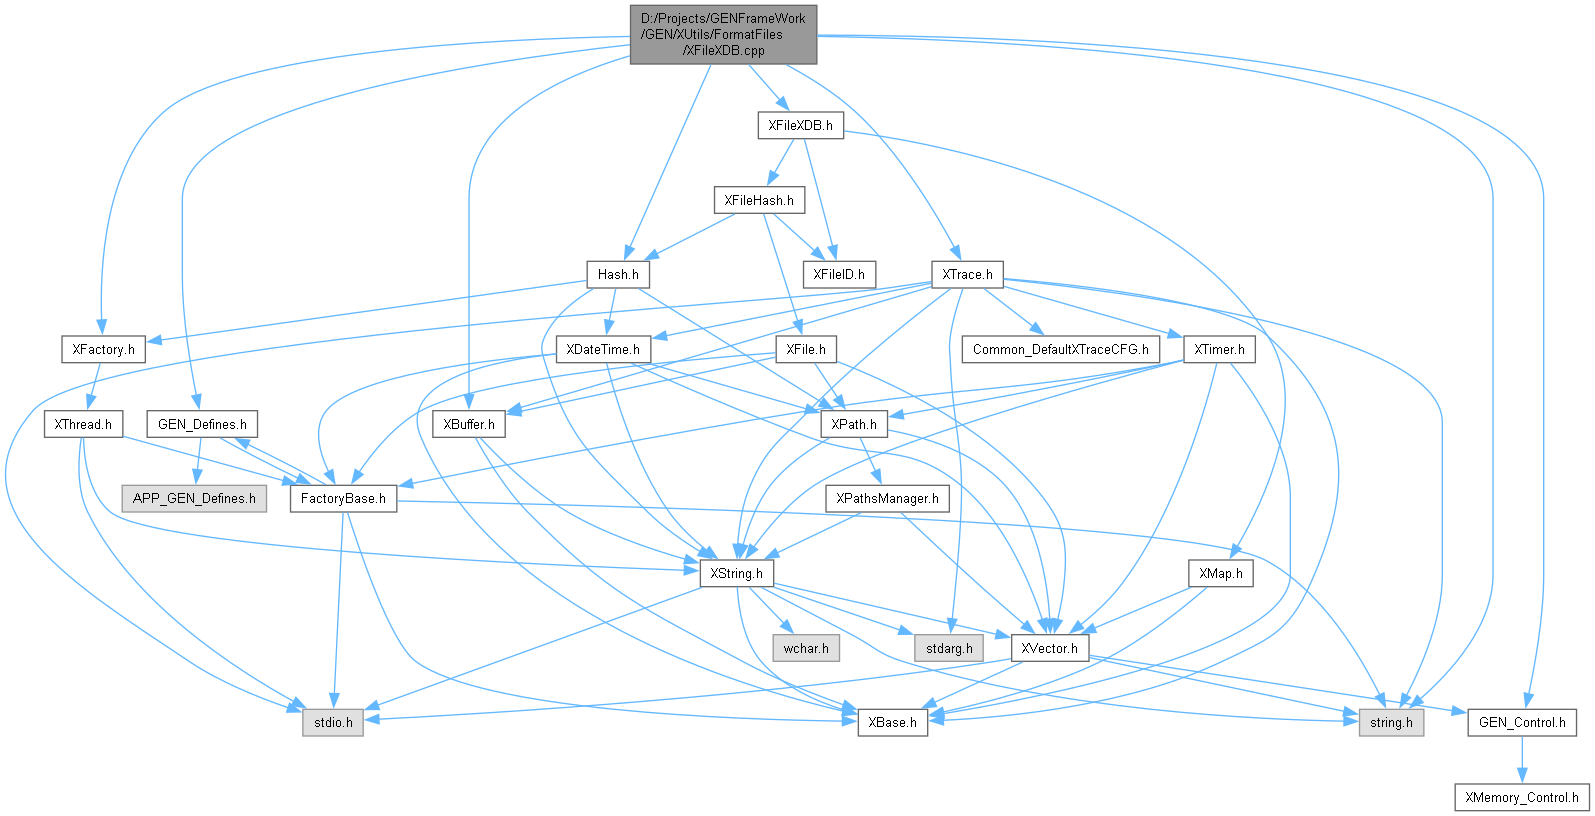 D:/Projects/GENFrameWork
/GEN/XUtils/FormatFiles
/XFileXDB.cpp
XFileXDB.h
XFileHash.h
Hash.h
XFileID.h
XTrace.h
XFactory.h
XDateTime.h
XFile.h
Common_DefaultXTraceCFG.h
XTimer.h
XThread.h
GEN_Defines.h
XBuffer.h
XPath.h
APP_GEN_Defines.h
FactoryBase.h
XPathsManager.h
XString.h
XMap.h
wchar.h
stdarg.h
XVector.h
stdio.h
XBase.h
string.h
GEN_Control.h
XMemory_Control.h